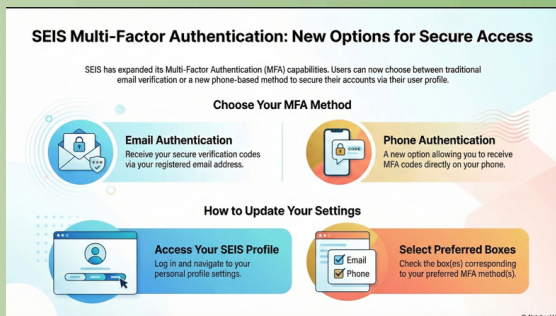 SEIS Multi-Factor Authentication: New Options for Secure Access
SEIS has expanded its Multi-Factor Authentication (MFA) capabilities. Users can now choose between traditional
email verification or a new phone-based method to secure their accounts via their user profile.
Choose Your MFA Method
Email Authentication
Receive your secure verification codes
via your registered email address.
CODE
Phone Authentication
A new option allowing you to receive
MFA codes directly on your phone.
How to Update Your Settings
Access Your SEIS Profile
Log in and navigate to your
personal profile settings.
Email
Phone
Select Preferred Boxes
Check the box(es) corresponding
to your preferred MFA method(s).